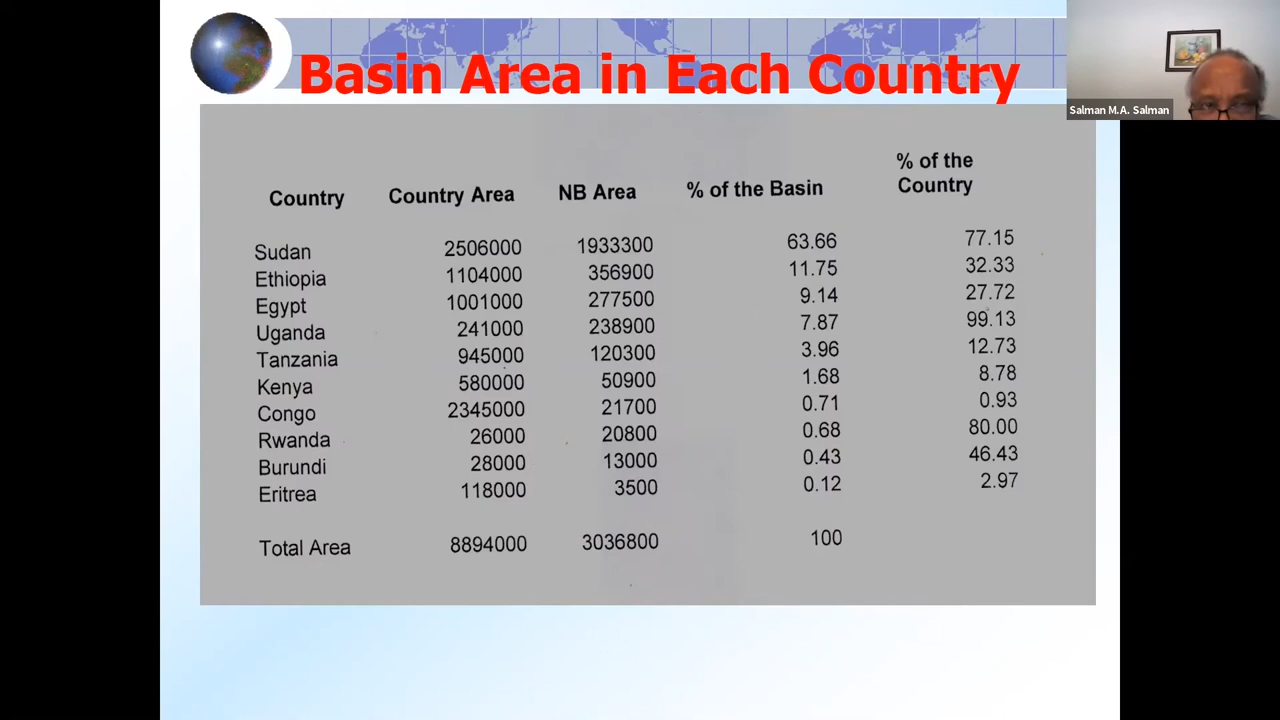 Basin Area in Each Country
Salman M.A. Salman
Country Country Area NB Area % of the Basin % of the Country
Sudan 2506000 1933300 63.66 77.15
Ethiopia 1104000 356900 11.75 32.33
Egypt 1001000 277500 9.14 27.72
Uganda 241000 238900 7.87 99.13
Tanzania 945000 120300 3.96 12.73
Kenya 580000 50900 1.68 8.78
Congo 2345000 21700 0.71 0.93
Rwanda 26000 20800 0.68 80.00
Burundi 28000 13000 0.43 46.43
Eritrea 118000 3500 0.12 2.97
Total Area 8894000 3036800 100